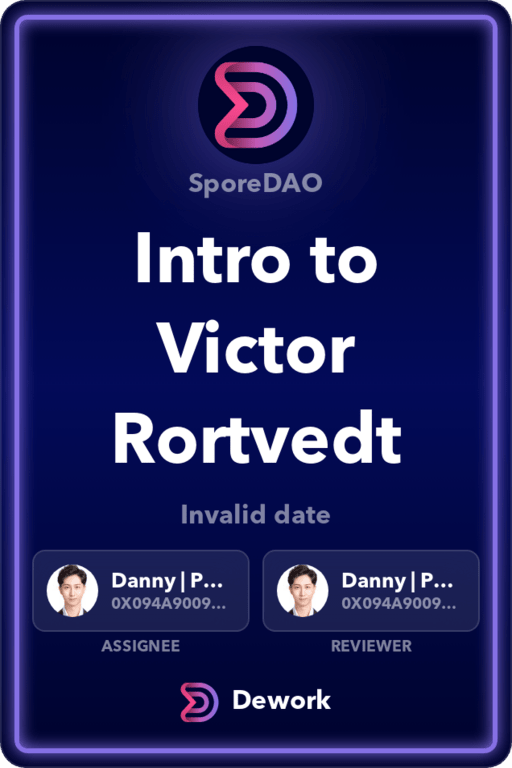 SporeDAO
Intro to
Victor
Rortvedt
Invalid date
Danny | P...
0X094A9009...
ASSIGNEE
Danny | P...
0X094A9009...
REVIEWER
Dework